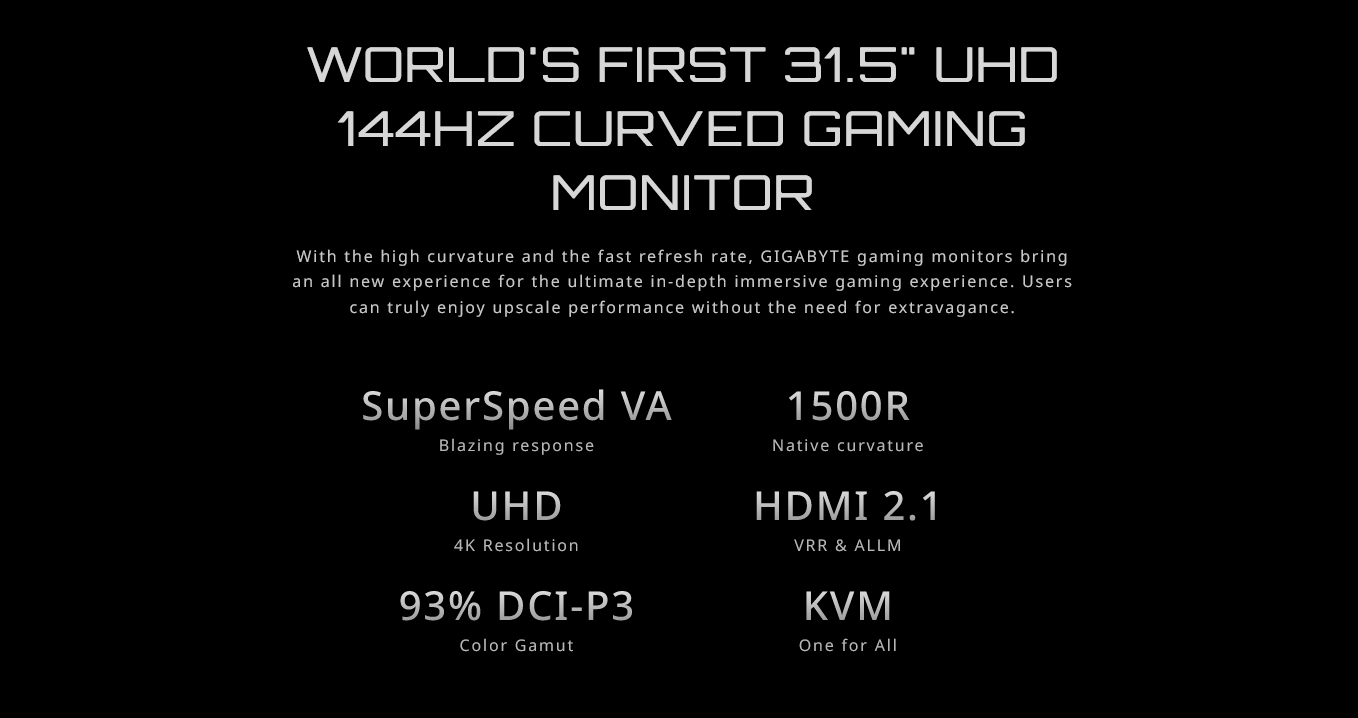 WORLD'S FIRST 31.5" UHD
144HZ CURVED GAMING
MONITOR
With the high curvature and the fast refresh rate, GIGABYTE gaming monitors bring
an all new experience for the ultimate in-depth immersive gaming experience. Users
can truly enjoy upscale performance without the need for extravagance.
SuperSpeed VA
Blazing response
1500R
Native curvature
UHD
4K Resolution
HDMI 2.1
VRR & ALLM
93% DCI-P3
Color Gamut
KVM
One for All